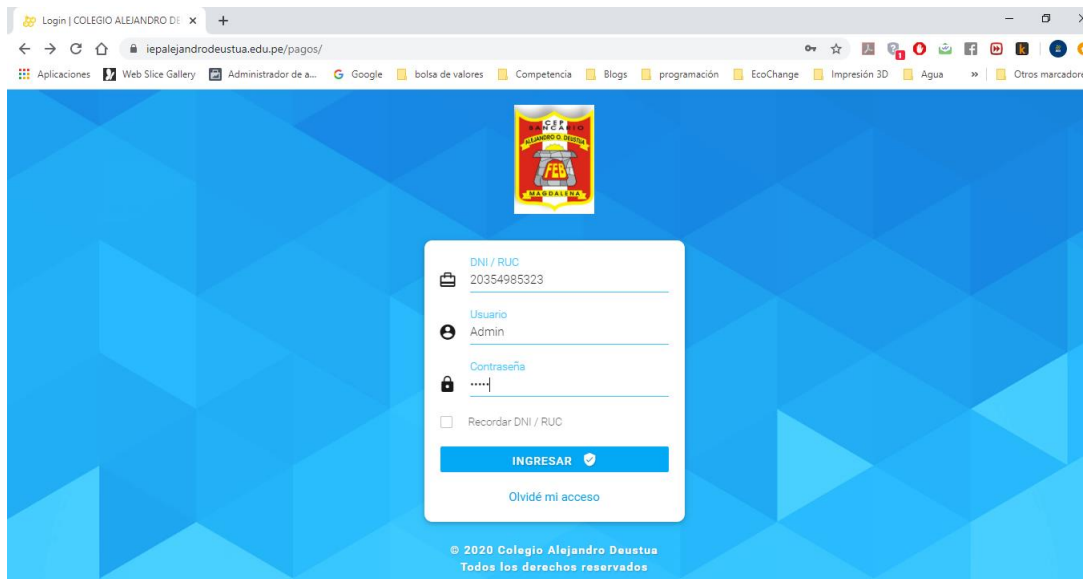 Login | COLEGIO ALEJANDRO DE
iepalejandrodeustua.edu.pe/pagos/
Aplicaciones Web Slice Gallery Administrador de a... Google bolsa de valores Competencia Blogs programación EcoChange Impresión 3D Agua » Otros marcadore
CEP
BANCARIO
ALEJANDRO O. DEUSTUA
FEB
MAGDALENA
DNI / RUC
20354985323
Usuario
Admin
Contraseña
•••••
Recordar DNI / RUC
INGRESAR
Olvidé mi acceso
© 2020 Colegio Alejandro Deustua
Todos los derechos reservados